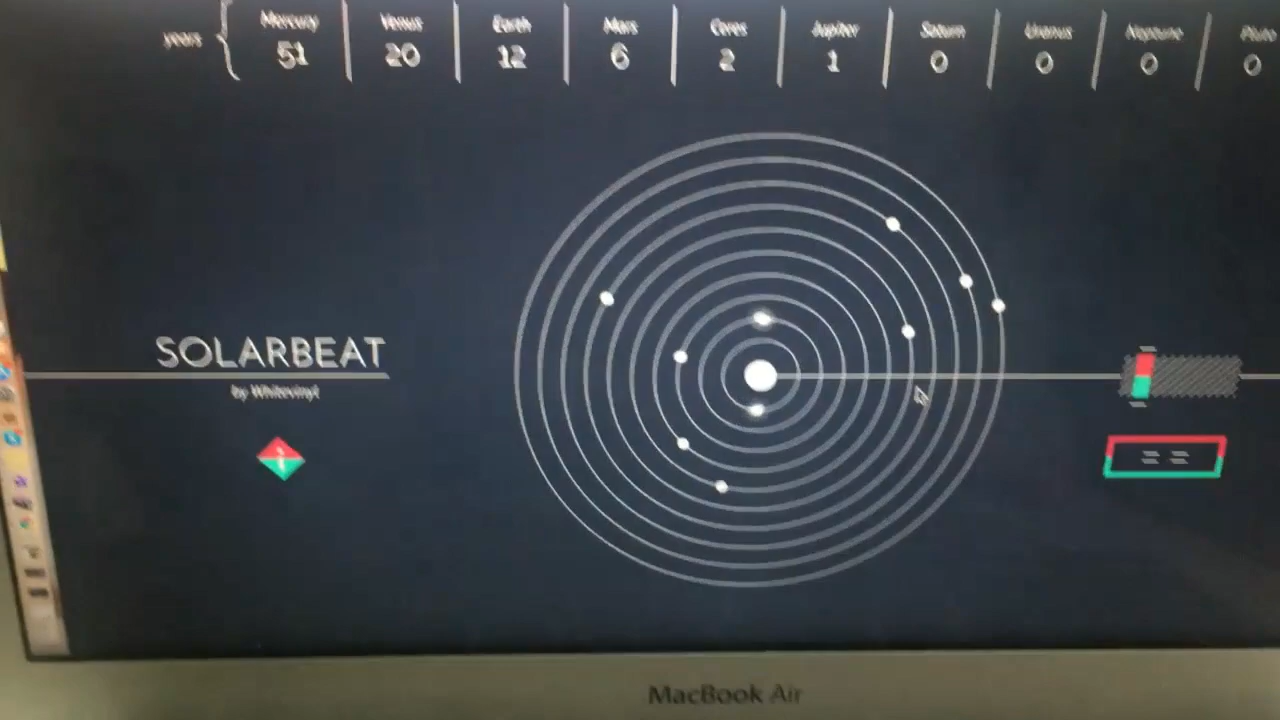 years Mercury Venus Earth Mars Ceres Jupiter Saturn Uranus Neptune Pluto
51 20 12 6 2 1 0 0 0 0
SOLARBEAT
by Whitevinyl
i
MacBook Air